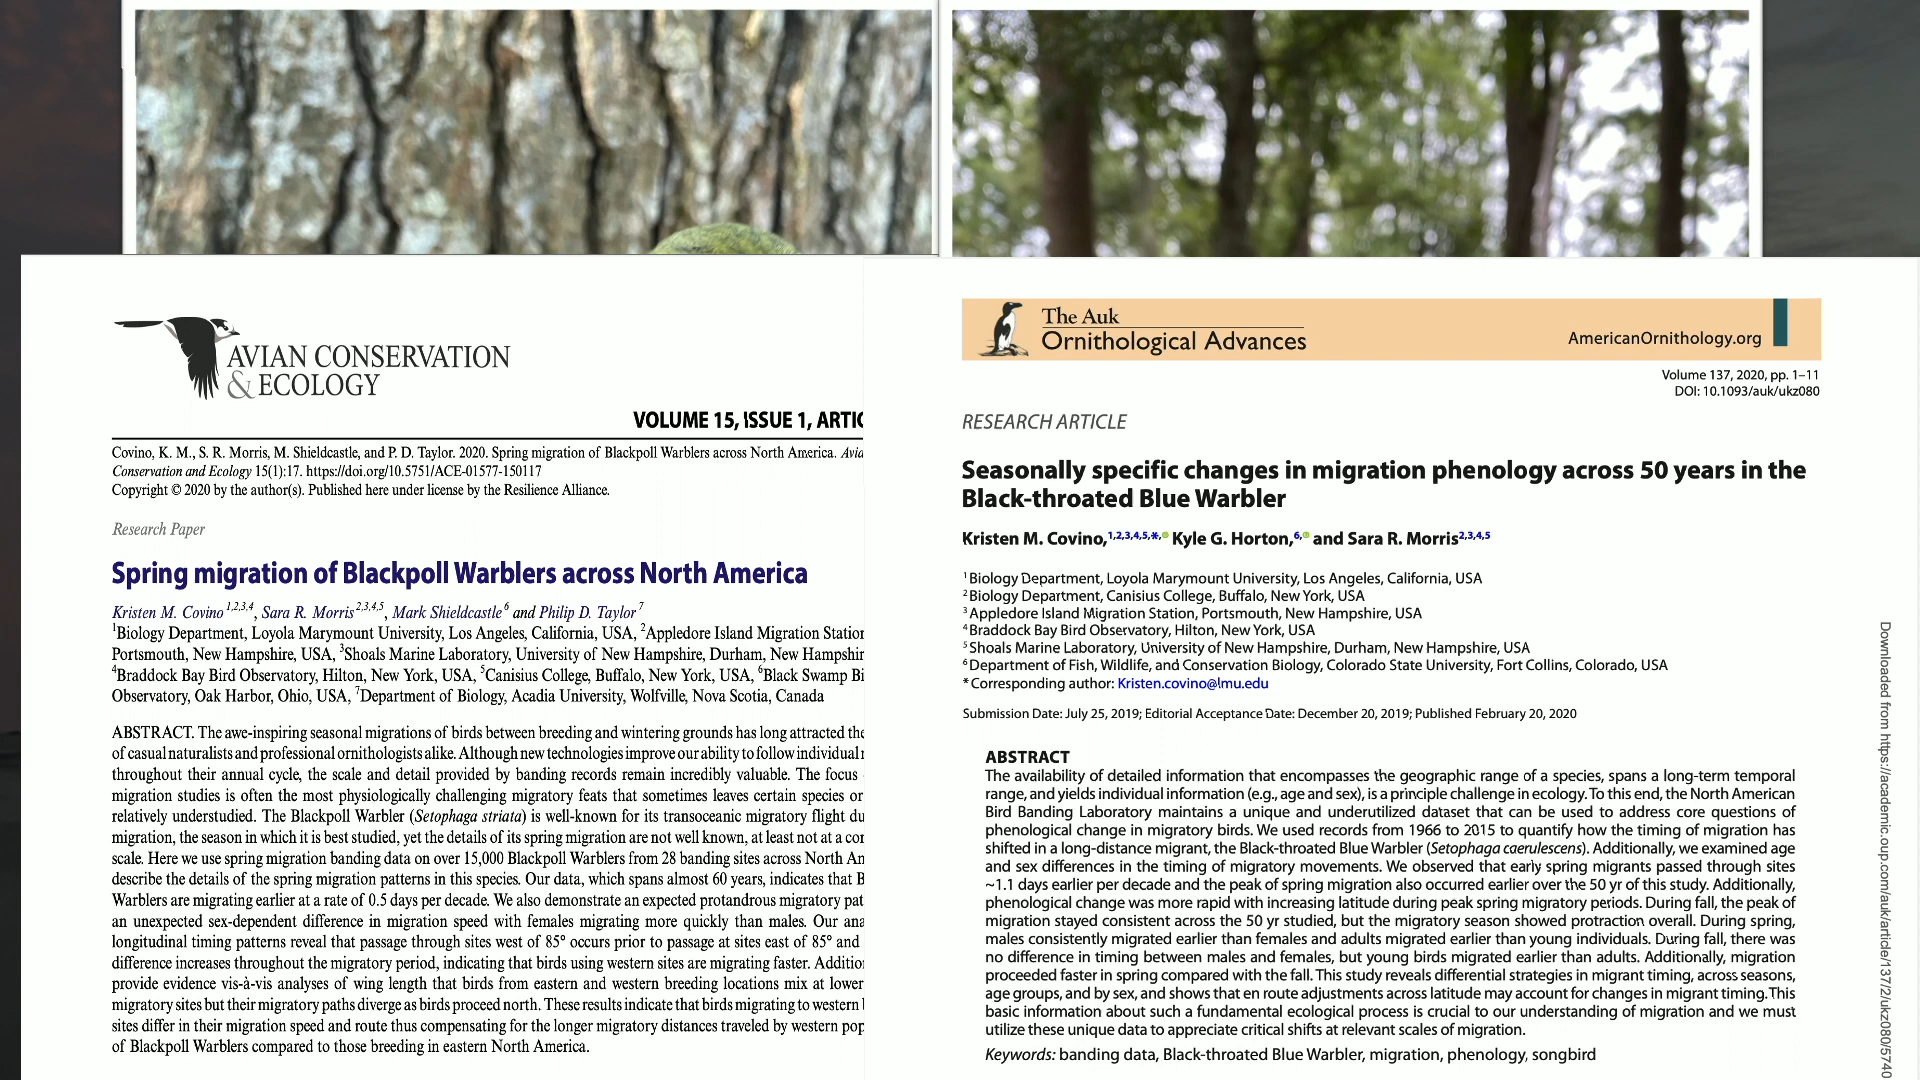 AVIAN CONSERVATION
& ECOLOGY
VOLUME 15, ISSUE 1, ARTIC
Covino, K. M., S. R. Morris, M. Shieldcastle, and P. D. Taylor. 2020. Spring migration of Blackpoll Warblers across North America. Avia
Conservation and Ecology 15(1):17. https://doi.org/10.5751/ACE-01577-150117
Copyright © 2020 by the author(s). Published here under license by the Resilience Alliance.
Research Paper
Spring migration of Blackpoll Warblers across North America
Kristen M. Covino 1,2,3,4, Sara R. Morris 2,3,4,5, Mark Shieldcastle 6 and Philip D. Taylor 7
1Biology Department, Loyola Marymount University, Los Angeles, California, USA, 2Appledore Island Migration Station
Portsmouth, New Hampshire, USA, 3Shoals Marine Laboratory, University of New Hampshire, Durham, New Hampshir
4Braddock Bay Bird Observatory, Hilton, New York, USA, 5Canisius College, Buffalo, New York, USA, 6Black Swamp Bi
Observatory, Oak Harbor, Ohio, USA, 7Department of Biology, Acadia University, Wolfville, Nova Scotia, Canada
ABSTRACT. The awe-inspiring seasonal migrations of birds between breeding and wintering grounds has long attracted the
of casual naturalists and professional ornithologists alike. Although new technologies improve our ability to follow individual
throughout their annual cycle, the scale and detail provided by banding records remain incredibly valuable. The focus
migration studies is often the most physiologically challenging migratory feats that sometimes leaves certain species or
relatively understudied. The Blackpoll Warbler (Setophaga striata) is well-known for its transoceanic migratory flight du
migration, the season in which it is best studied, yet the details of its spring migration are not well known, at least not at a con
scale. Here we use spring migration banding data on over 15,000 Blackpoll Warblers from 28 banding sites across North An
describe the details of the spring migration patterns in this species. Our data, which spans almost 60 years, indicates that B
Warblers are migrating earlier at a rate of 0.5 days per decade. We also demonstrate an expected protandrous migratory pat
an unexpected sex-dependent difference in migration speed with females migrating more quickly than males. Our ana
longitudinal timing patterns reveal that passage through sites west of 85° occurs prior to passage at sites east of 85° and
difference increases throughout the migratory period, indicating that birds using western sites are migrating faster. Additio
provide evidence vis-à-vis analyses of wing length that birds from eastern and western breeding locations mix at lower
migratory sites but their migratory paths diverge as birds proceed north. These results indicate that birds migrating to western
sites differ in their migration speed and route thus compensating for the longer migratory distances traveled by western pop
of Blackpoll Warblers compared to those breeding in eastern North America.
The Auk
Ornithological Advances
AmericanOrnithology.org
Volume 137, 2020, pp. 1–11
DOI: 10.1093/auk/ukz080
RESEARCH ARTICLE
Seasonally specific changes in migration phenology across 50 years in the
Black-throated Blue Warbler
Kristen M. Covino,1,2,3,4,5,*, Kyle G. Horton,6, and Sara R. Morris2,3,4,5
1 Biology Department, Loyola Marymount University, Los Angeles, California, USA
2 Biology Department, Canisius College, Buffalo, New York, USA
3 Appledore Island Migration Station, Portsmouth, New Hampshire, USA
4 Braddock Bay Bird Observatory, Hilton, New York, USA
5 Shoals Marine Laboratory, University of New Hampshire, Durham, New Hampshire, USA
6 Department of Fish, Wildlife, and Conservation Biology, Colorado State University, Fort Collins, Colorado, USA
* Corresponding author: Kristen.covino@lmu.edu
Submission Date: July 25, 2019; Editorial Acceptance Date: December 20, 2019; Published February 20, 2020
ABSTRACT
The availability of detailed information that encompasses the geographic range of a species, spans a long-term temporal
range, and yields individual information (e.g., age and sex), is a principle challenge in ecology. To this end, the North American
Bird Banding Laboratory maintains a unique and underutilized dataset that can be used to address core questions of
phenological change in migratory birds. We used records from 1966 to 2015 to quantify how the timing of migration has
shifted in a long-distance migrant, the Black-throated Blue Warbler (Setophaga caerulescens). Additionally, we examined age
and sex differences in the timing of migratory movements. We observed that early spring migrants passed through sites
~1.1 days earlier per decade and the peak of spring migration also occurred earlier over the 50 yr of this study. Additionally,
phenological change was more rapid with increasing latitude during peak spring migratory periods. During fall, the peak of
migration stayed consistent across the 50 yr studied, but the migratory season showed protraction overall. During spring,
males consistently migrated earlier than females and adults migrated earlier than young individuals. During fall, there was
no difference in timing between males and females, but young birds migrated earlier than adults. Additionally, migration
proceeded faster in spring compared with the fall. This study reveals differential strategies in migrant timing, across seasons,
age groups, and by sex, and shows that en route adjustments across latitude may account for changes in migrant timing. This
basic information about such a fundamental ecological process is crucial to our understanding of migration and we must
utilize these unique data to appreciate critical shifts at relevant scales of migration.
Keywords: banding data, Black-throated Blue Warbler, migration, phenology, songbird
Downloaded from https://academic.oup.com/auk/article/137/2/ukz080/5740